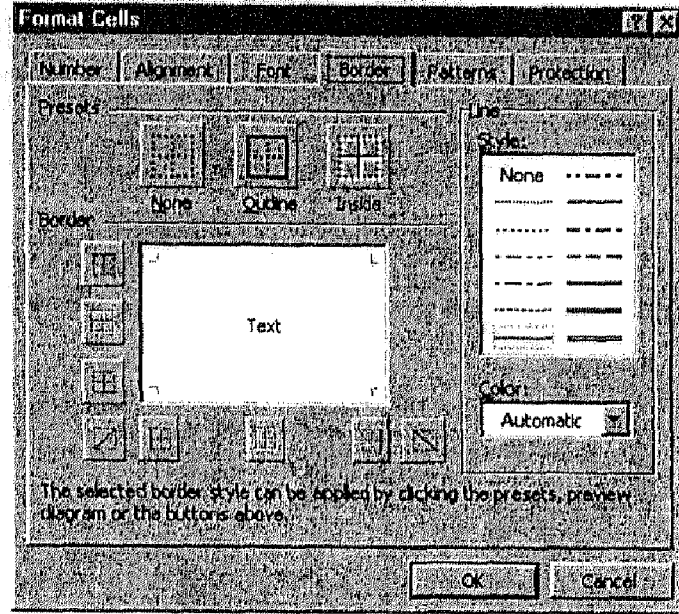 Format Cells
Number Alignment Font Border Patterns Protection
Presets
None Outline Inside
Border
Text
Line
Style:
None
Color:
Automatic
The selected border style can be applied by clicking the presets, preview
diagram or the buttons above.
OK Cancel